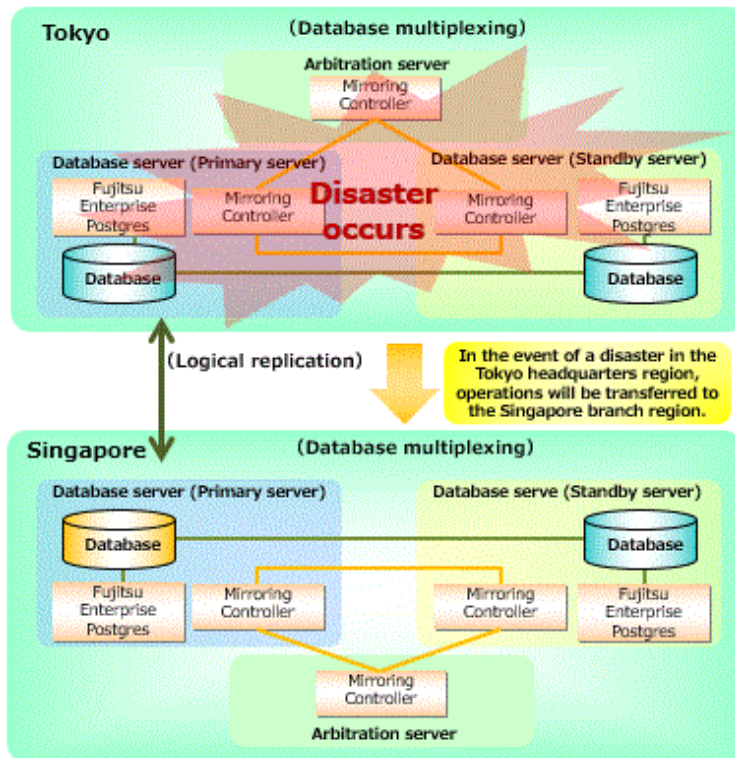 Tokyo
(Database multiplexing)
Arbitration server
Mirroring
Controller
Database server (Primary server)
Database server (Standby server)
Fujitsu
Enterprise
Postgres
Mirroring
Controller
Disaster
occurs
Mirroring
Controller
Fujitsu
Enterprise
Postgres
Database
Database
(Logical replication)
In the event of a disaster in the
Tokyo headquarters region,
operations will be transferred to
the Singapore branch region.
Singapore
(Database multiplexing)
Database server (Primary server)
Database serve (Standby server)
Database
Database
Fujitsu
Enterprise
Postgres
Mirroring
Controller
Mirroring
Controller
Fujitsu
Enterprise
Postgres
Mirroring
Controller
Arbitration server